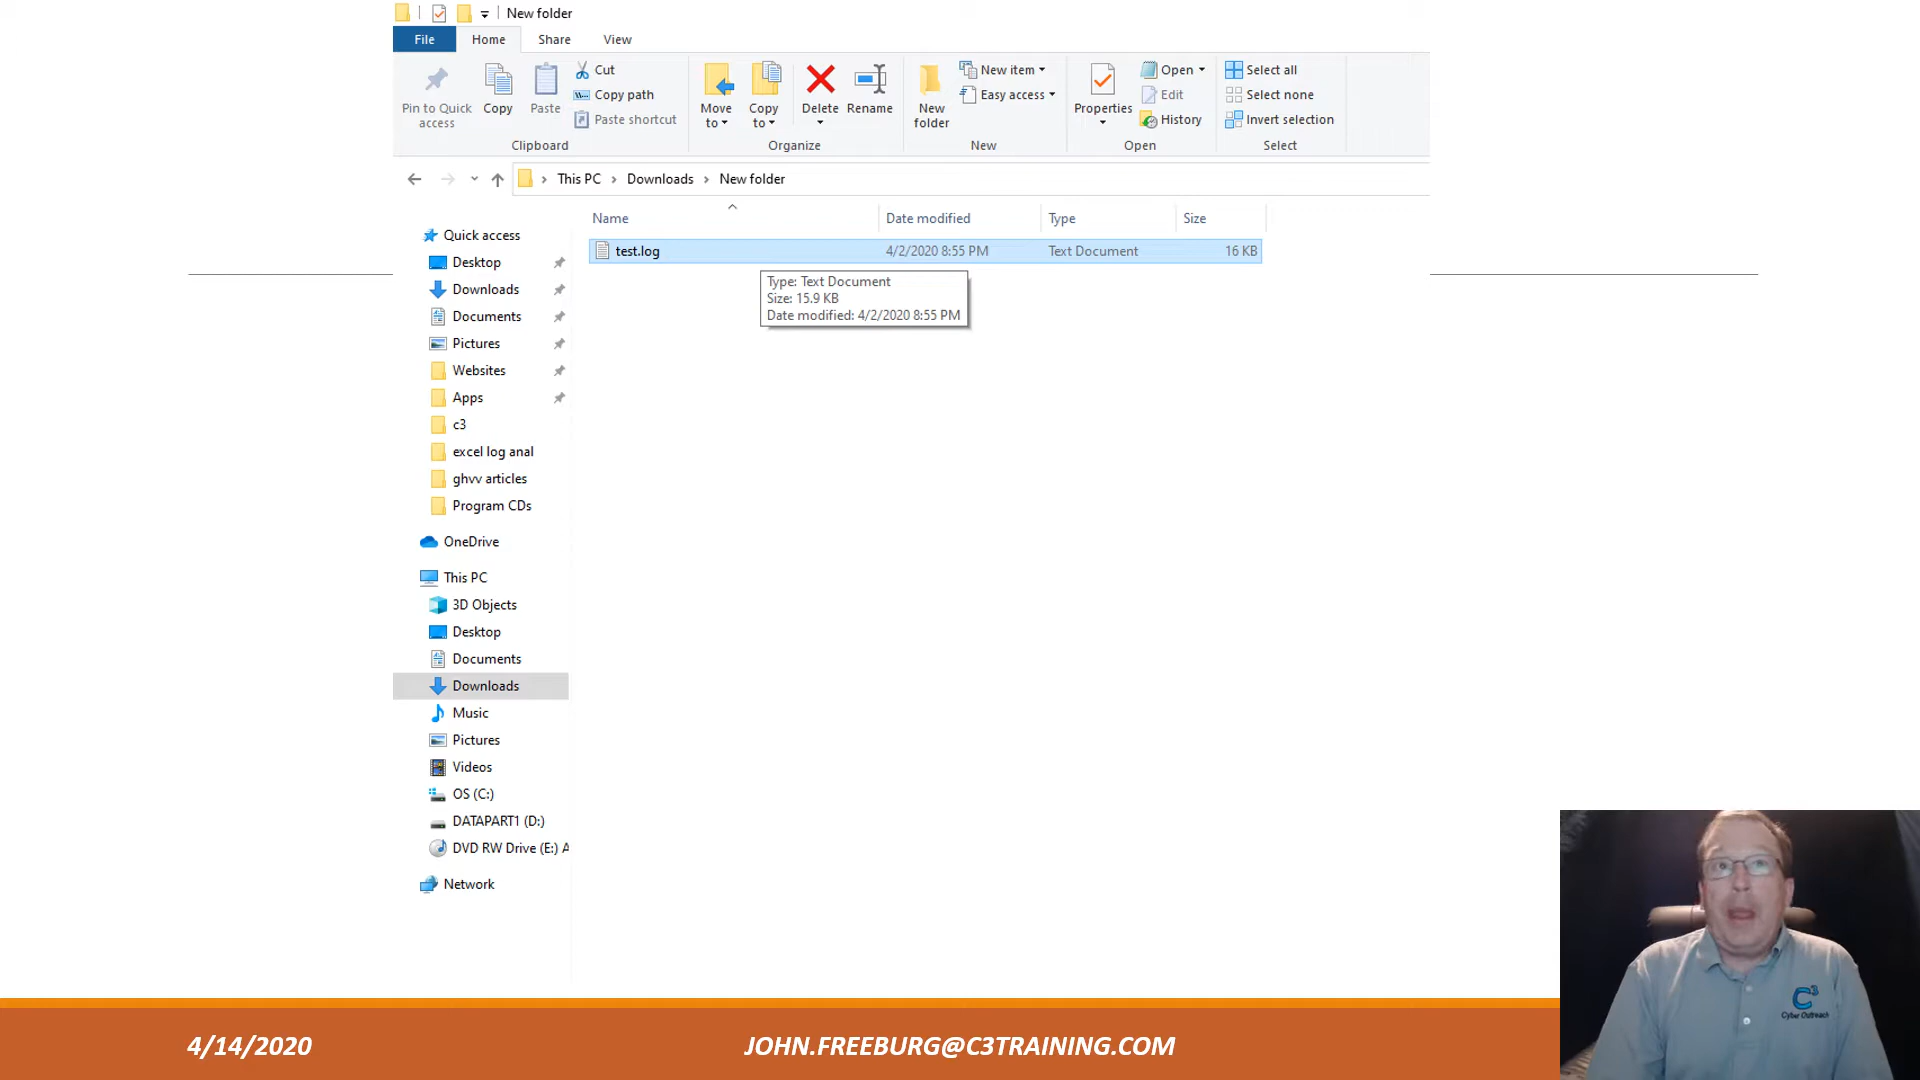 New folder
File Home Share View
Pin to Quick access
Copy
Paste
Cut
Copy path
Paste shortcut
Clipboard
Move to
Copy to
Delete
Rename
Organize
New folder
New item
Easy access
New
Properties
Open
Edit
History
Open
Select all
Select none
Invert selection
Select
This PC > Downloads > New folder
Name Date modified Type Size
test.log 4/2/2020 8:55 PM Text Document 16 KB
Type: Text Document
Size: 15.9 KB
Date modified: 4/2/2020 8:55 PM
Quick access
Desktop
Downloads
Documents
Pictures
Websites
Apps
c3
excel log anal
ghvv articles
Program CDs
OneDrive
This PC
3D Objects
Desktop
Documents
Downloads
Music
Pictures
Videos
OS (C:)
DATAPART1 (D:)
DVD RW Drive (E:) A
Network
C3
Cyber Outreach
4/14/2020
JOHN.FREEBURG@C3TRAINING.COM